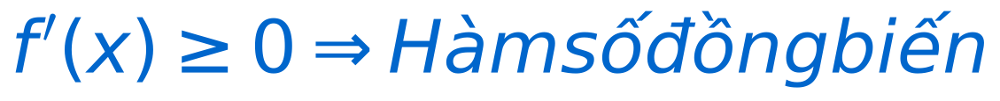 f′(x) ≥ 0 ⇒ Hàmsốđồngbiến